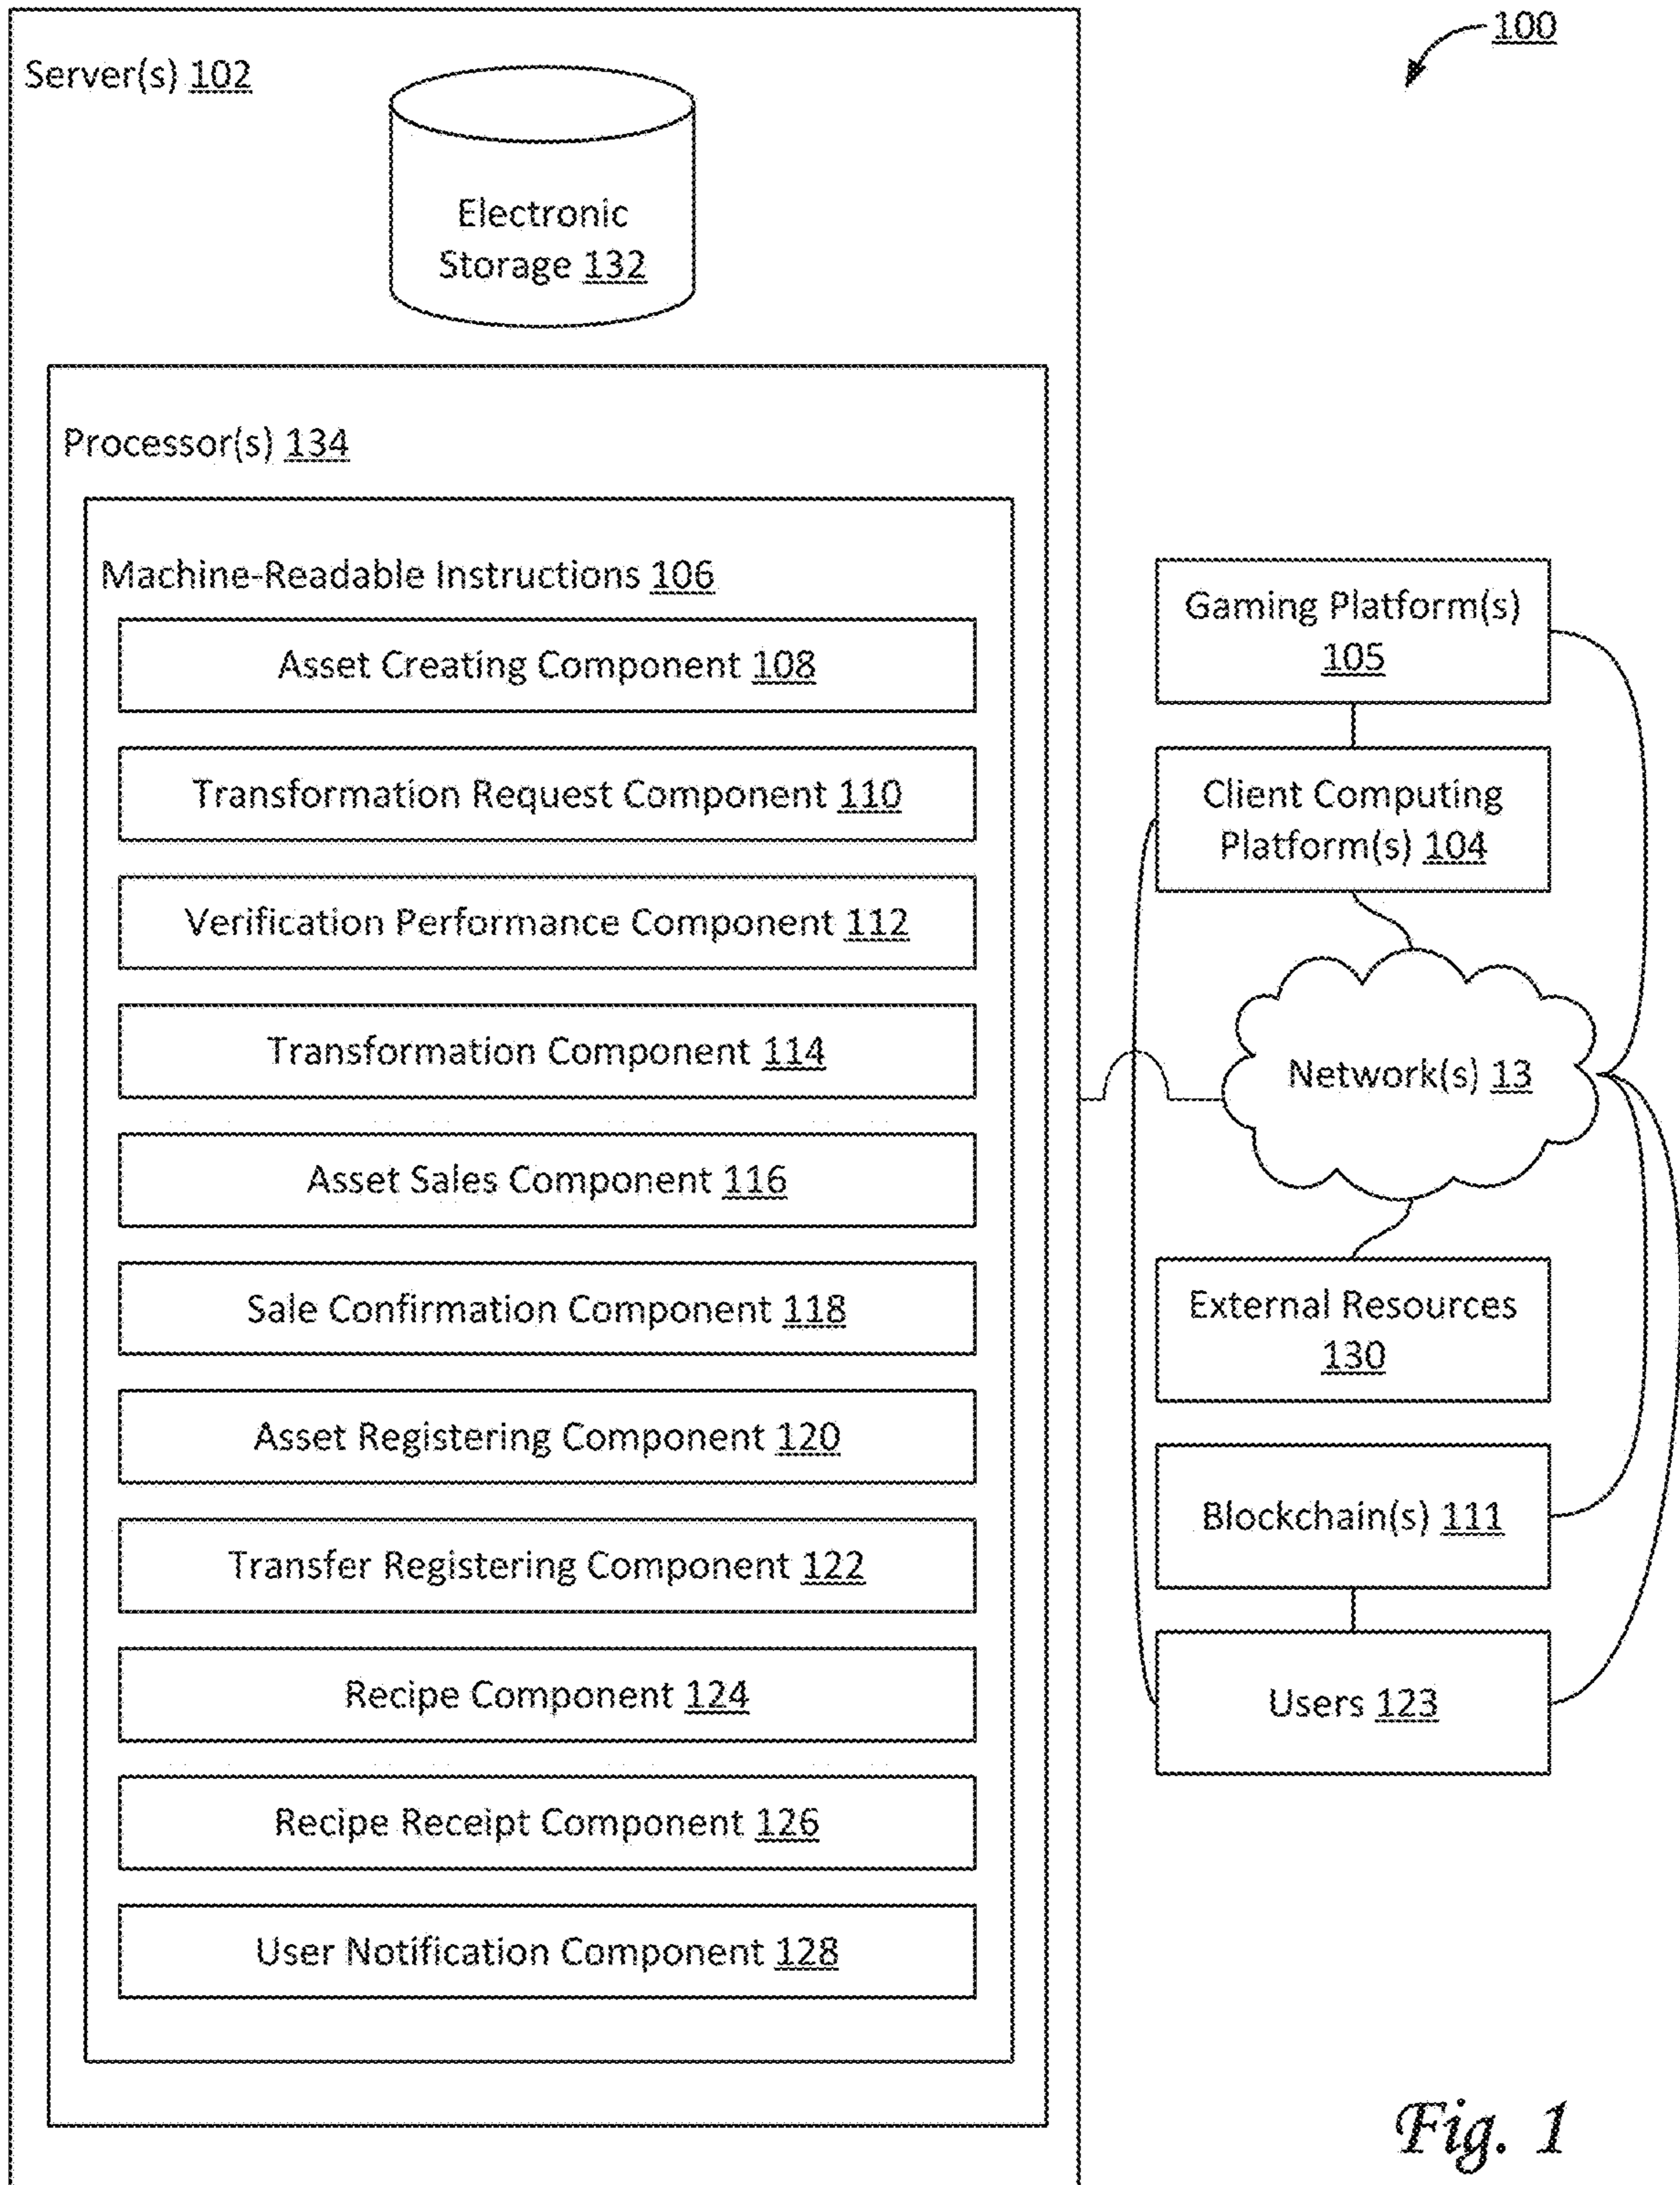 100
Server(s) 102
Electronic
Storage 132
Processor(s) 134
Machine-Readable Instructions 106
Asset Creating Component 108
Transformation Request Component 110
Verification Performance Component 112
Transformation Component 114
Asset Sales Component 116
Sale Confirmation Component 118
Asset Registering Component 120
Transfer Registering Component 122
Recipe Component 124
Recipe Receipt Component 126
User Notification Component 128
Gaming Platform(s)
105
Client Computing
Platform(s) 104
Network(s) 13
External Resources
130
Blockchain(s) 111
Users 123
Fig. 1